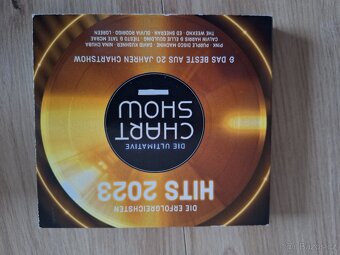 DIE ERFOLGREICHSTEN
HITS 2023
DIE ULTIMATIVE
CHART
SHOW
& DAS BESTE AUS 20 JAHREN CHARTSHOW
P!NK · PURPLE DISCO MACHINE · DAVID KUSHNER · NINA CHUBA
CALVIN HARRIS & ELLIE GOULDING · TIËSTO & TATE MCRAE
THE WEEKND · ED SHEERAN · OLIVIA RODRIGO · LOREEN